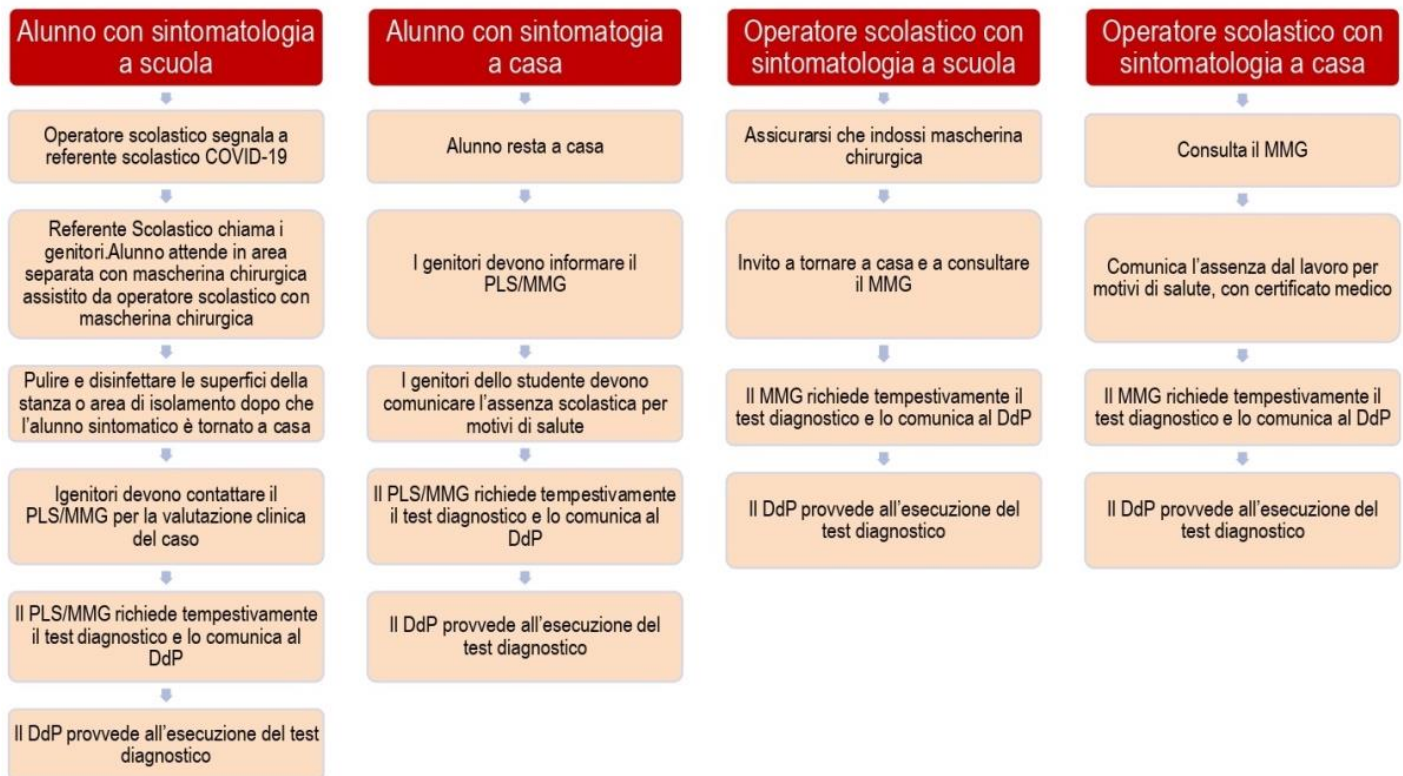 Alunno con sintomatologia
a scuola
Operatore scolastico segnala a
referente scolastico COVID-19
Referente Scolastico chiama i
genitori.Alunno attende in area
separata con mascherina chirurgica
assistito da operatore scolastico con
mascherina chirurgica
Pulire e disinfettare le superfici della
stanza o area di isolamento dopo che
l'alunno sintomatico è tornato a casa
Igenitori devono contattare il
PLS/MMG per la valutazione clinica
del caso
Il PLS/MMG richiede tempestivamente
il test diagnostico e lo comunica al
DdP
Il DdP provvede all'esecuzione del test
diagnostico
Alunno con sintomatogia
a casa
Alunno resta a casa
I genitori devono informare il
PLS/MMG
I genitori dello studente devono
comunicare l'assenza scolastica per
motivi di salute
Il PLS/MMG richiede tempestivamente
il test diagnostico e lo comunica al
DdP
Il DdP provvede all'esecuzione del
test diagnostico
Operatore scolastico con
sintomatologia a scuola
Assicurarsi che indossi mascherina
chirurgica
Invito a tornare a casa e a consultare
il MMG
Il MMG richiede tempestivamente il
test diagnostico e lo comunica al DdP
Il DdP provvede all'esecuzione del
test diagnostico
Operatore scolastico con
sintomatologia a casa
Consulta il MMG
Comunica l'assenza dal lavoro per
motivi di salute, con certificato medico
Il MMG richiede tempestivamente il
test diagnostico e lo comunica al DdP
Il DdP provvede all'esecuzione del
test diagnostico